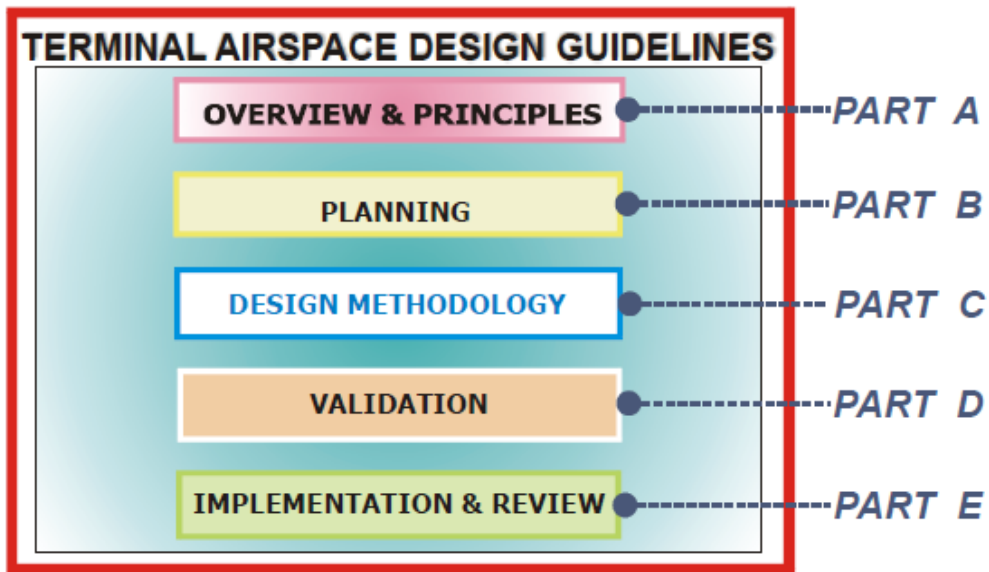 TERMINAL AIRSPACE DESIGN GUIDELINES
OVERVIEW & PRINCIPLES
PART A
PLANNING
PART B
DESIGN METHODOLOGY
PART C
VALIDATION
PART D
IMPLEMENTATION & REVIEW
PART E